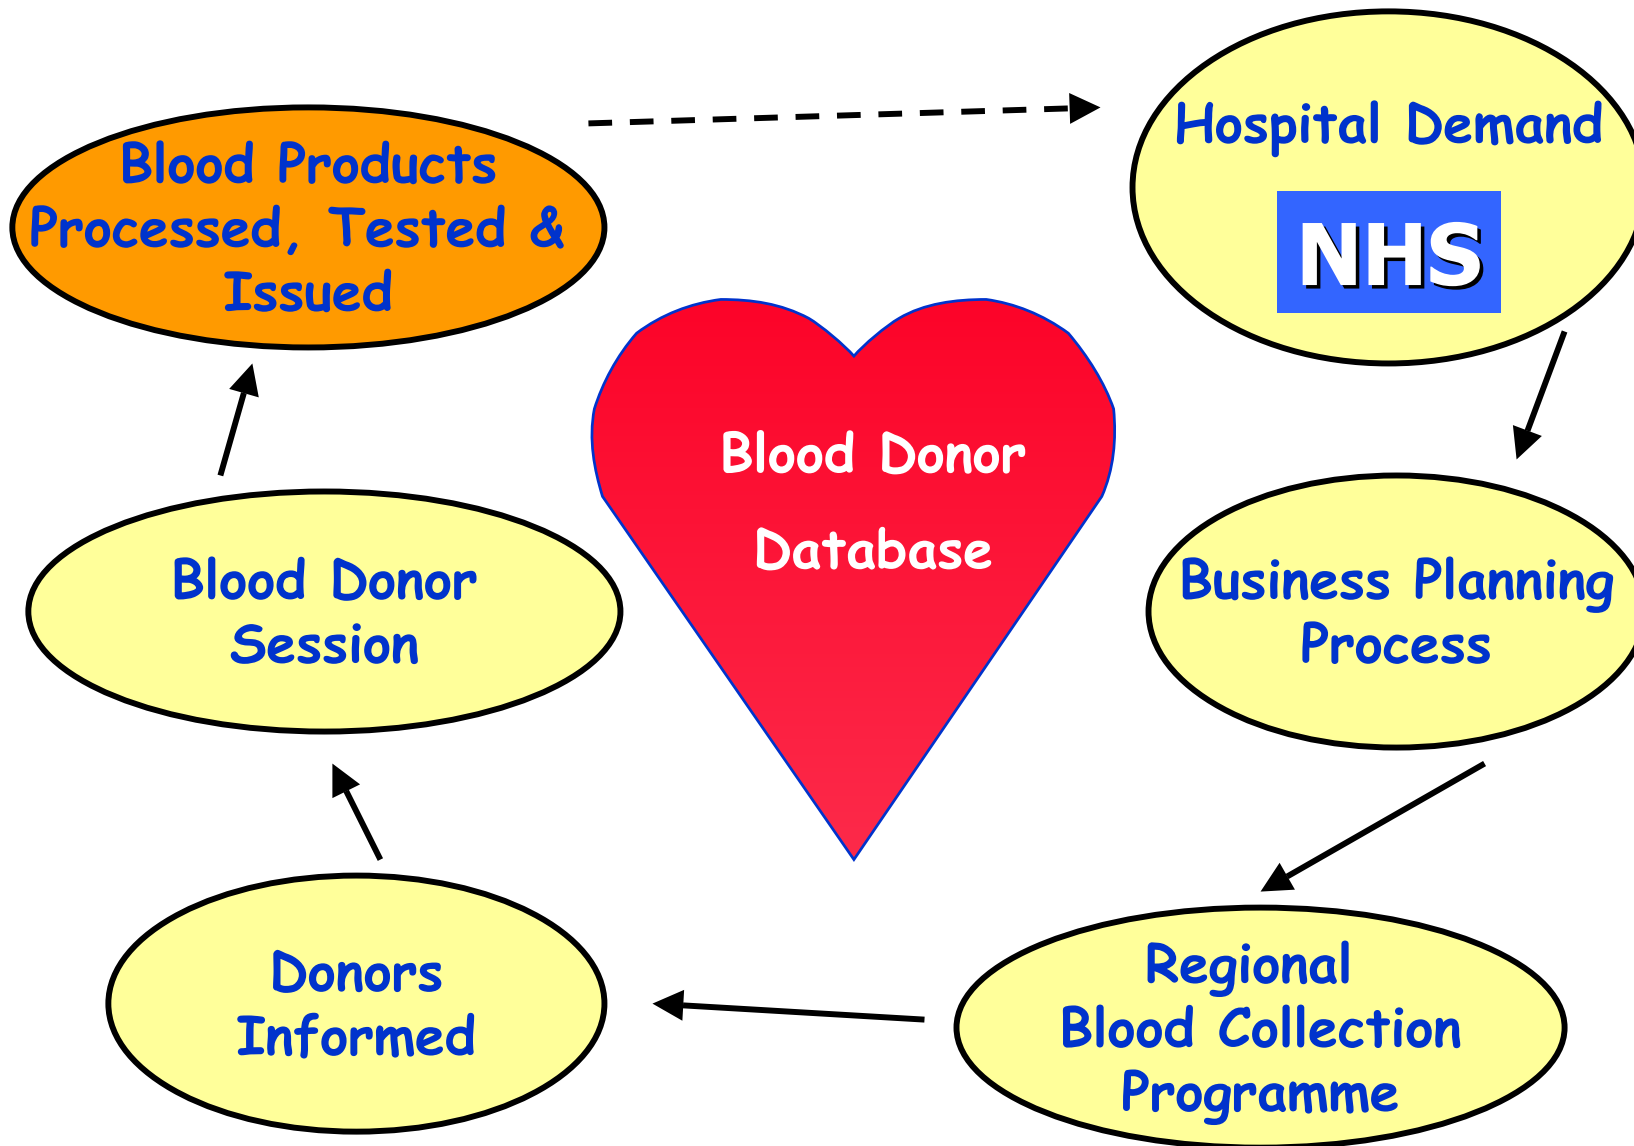 Blood Products
Processed, Tested &
Issued
Hospital Demand
NHS
Blood Donor
Database
Business Planning
Process
Regional
Blood Collection
Programme
Donors
Informed
Blood Donor
Session